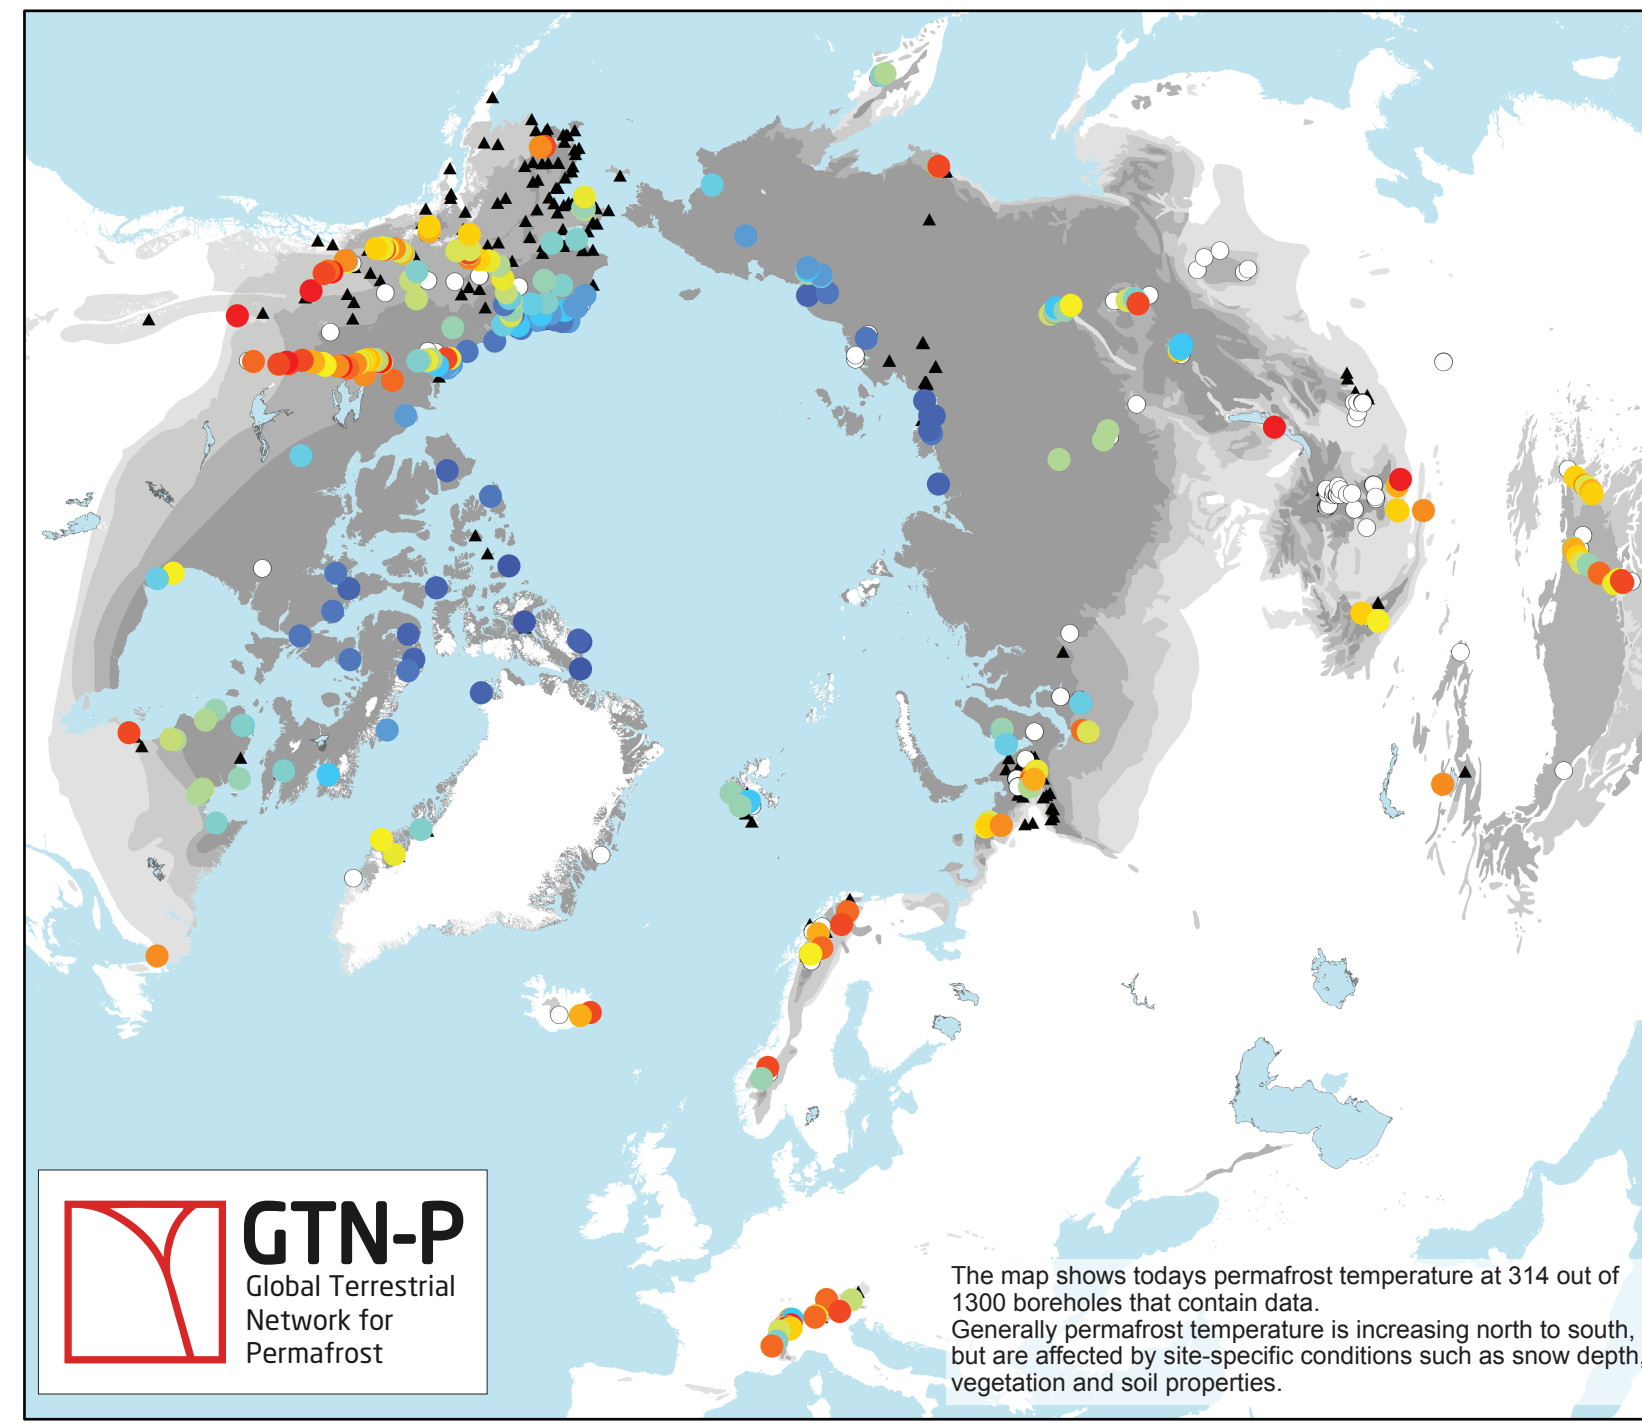 GTN-P
Global Terrestrial
Network for
Permafrost
The map shows todays permafrost temperature at 314 out of
1300 boreholes that contain data.
Generally permafrost temperature is increasing north to south,
but are affected by site-specific conditions such as snow depth,
vegetation and soil properties.